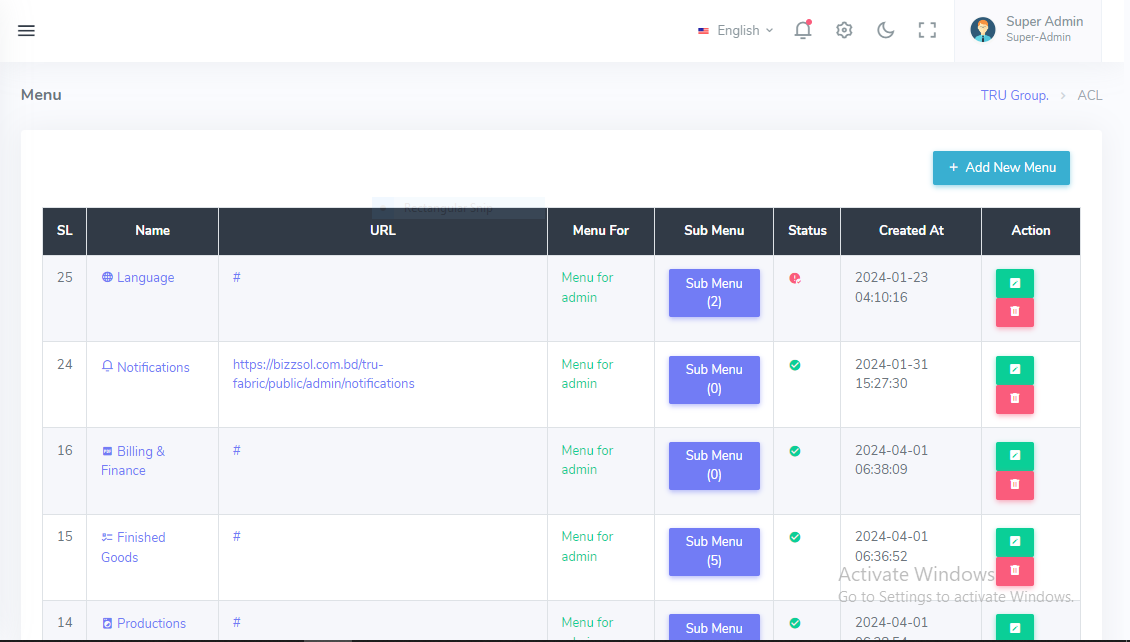 English
Super Admin
Super-Admin
Menu
TRU Group. > ACL
+ Add New Menu
Rectangular Snip
SL Name URL Menu For Sub Menu Status Created At Action
25 Language # Menu for admin Sub Menu (2) 2024-01-23 04:10:16
24 Notifications https://bizzsol.com.bd/tru-fabric/public/admin/notifications Menu for admin Sub Menu (0) 2024-01-31 15:27:30
16 Billing & Finance # Menu for admin Sub Menu (0) 2024-04-01 06:38:09
15 Finished Goods # Menu for admin Sub Menu (5) 2024-04-01 06:36:52
Activate Windows
Go to Settings to activate Windows.
14 Productions # Menu for Sub Menu 2024-04-01